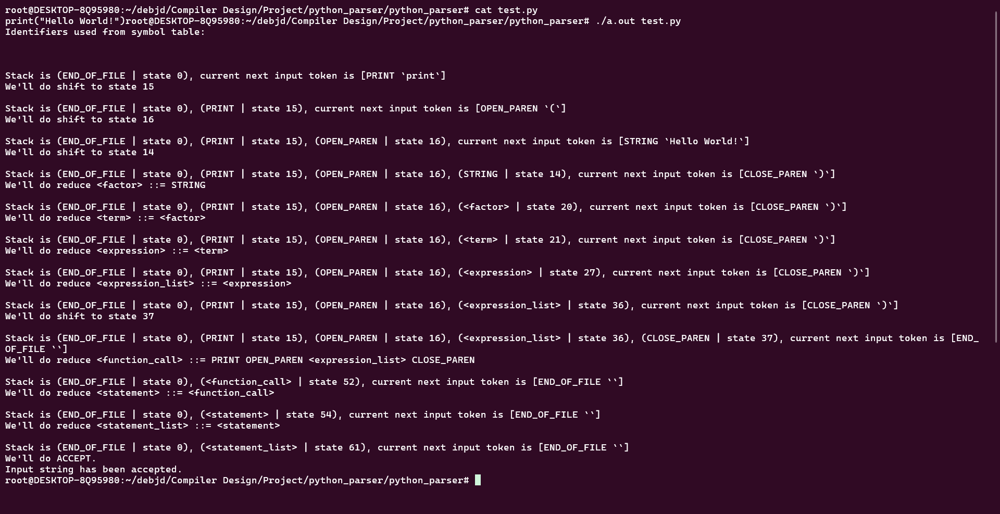 root@DESKTOP-8Q95980:~/debjd/Compiler Design/Project/python_parser/python_parser# cat test.py
print("Hello World!")root@DESKTOP-8Q95980:~/debjd/Compiler Design/Project/python_parser/python_parser# ./a.out test.py
Identifiers used from symbol table:
Stack is (END_OF_FILE | state 0), current next input token is [PRINT `print`]
We'll do shift to state 15
Stack is (END_OF_FILE | state 0), (PRINT | state 15), current next input token is [OPEN_PAREN `(`]
We'll do shift to state 16
Stack is (END_OF_FILE | state 0), (PRINT | state 15), (OPEN_PAREN | state 16), current next input token is [STRING `Hello World!`]
We'll do shift to state 14
Stack is (END_OF_FILE | state 0), (PRINT | state 15), (OPEN_PAREN | state 16), (STRING | state 14), current next input token is [CLOSE_PAREN `)`]
We'll do reduce <factor> ::= STRING
Stack is (END_OF_FILE | state 0), (PRINT | state 15), (OPEN_PAREN | state 16), (<factor> | state 20), current next input token is [CLOSE_PAREN `)`]
We'll do reduce <term> ::= <factor>
Stack is (END_OF_FILE | state 0), (PRINT | state 15), (OPEN_PAREN | state 16), (<term> | state 21), current next input token is [CLOSE_PAREN `)`]
We'll do reduce <expression> ::= <term>
Stack is (END_OF_FILE | state 0), (PRINT | state 15), (OPEN_PAREN | state 16), (<expression> | state 27), current next input token is [CLOSE_PAREN `)`]
We'll do reduce <expression_list> ::= <expression>
Stack is (END_OF_FILE | state 0), (PRINT | state 15), (OPEN_PAREN | state 16), (<expression_list> | state 36), current next input token is [CLOSE_PAREN `)`]
We'll do shift to state 37
Stack is (END_OF_FILE | state 0), (PRINT | state 15), (OPEN_PAREN | state 16), (<expression_list> | state 36), (CLOSE_PAREN | state 37), current next input token is [END_
OF_FILE ``]
We'll do reduce <function_call> ::= PRINT OPEN_PAREN <expression_list> CLOSE_PAREN
Stack is (END_OF_FILE | state 0), (<function_call> | state 52), current next input token is [END_OF_FILE ``]
We'll do reduce <statement> ::= <function_call>
Stack is (END_OF_FILE | state 0), (<statement> | state 54), current next input token is [END_OF_FILE ``]
We'll do reduce <statement_list> ::= <statement>
Stack is (END_OF_FILE | state 0), (<statement_list> | state 61), current next input token is [END_OF_FILE ``]
We'll do ACCEPT.
Input string has been accepted.
root@DESKTOP-8Q95980:~/debjd/Compiler Design/Project/python_parser/python_parser#